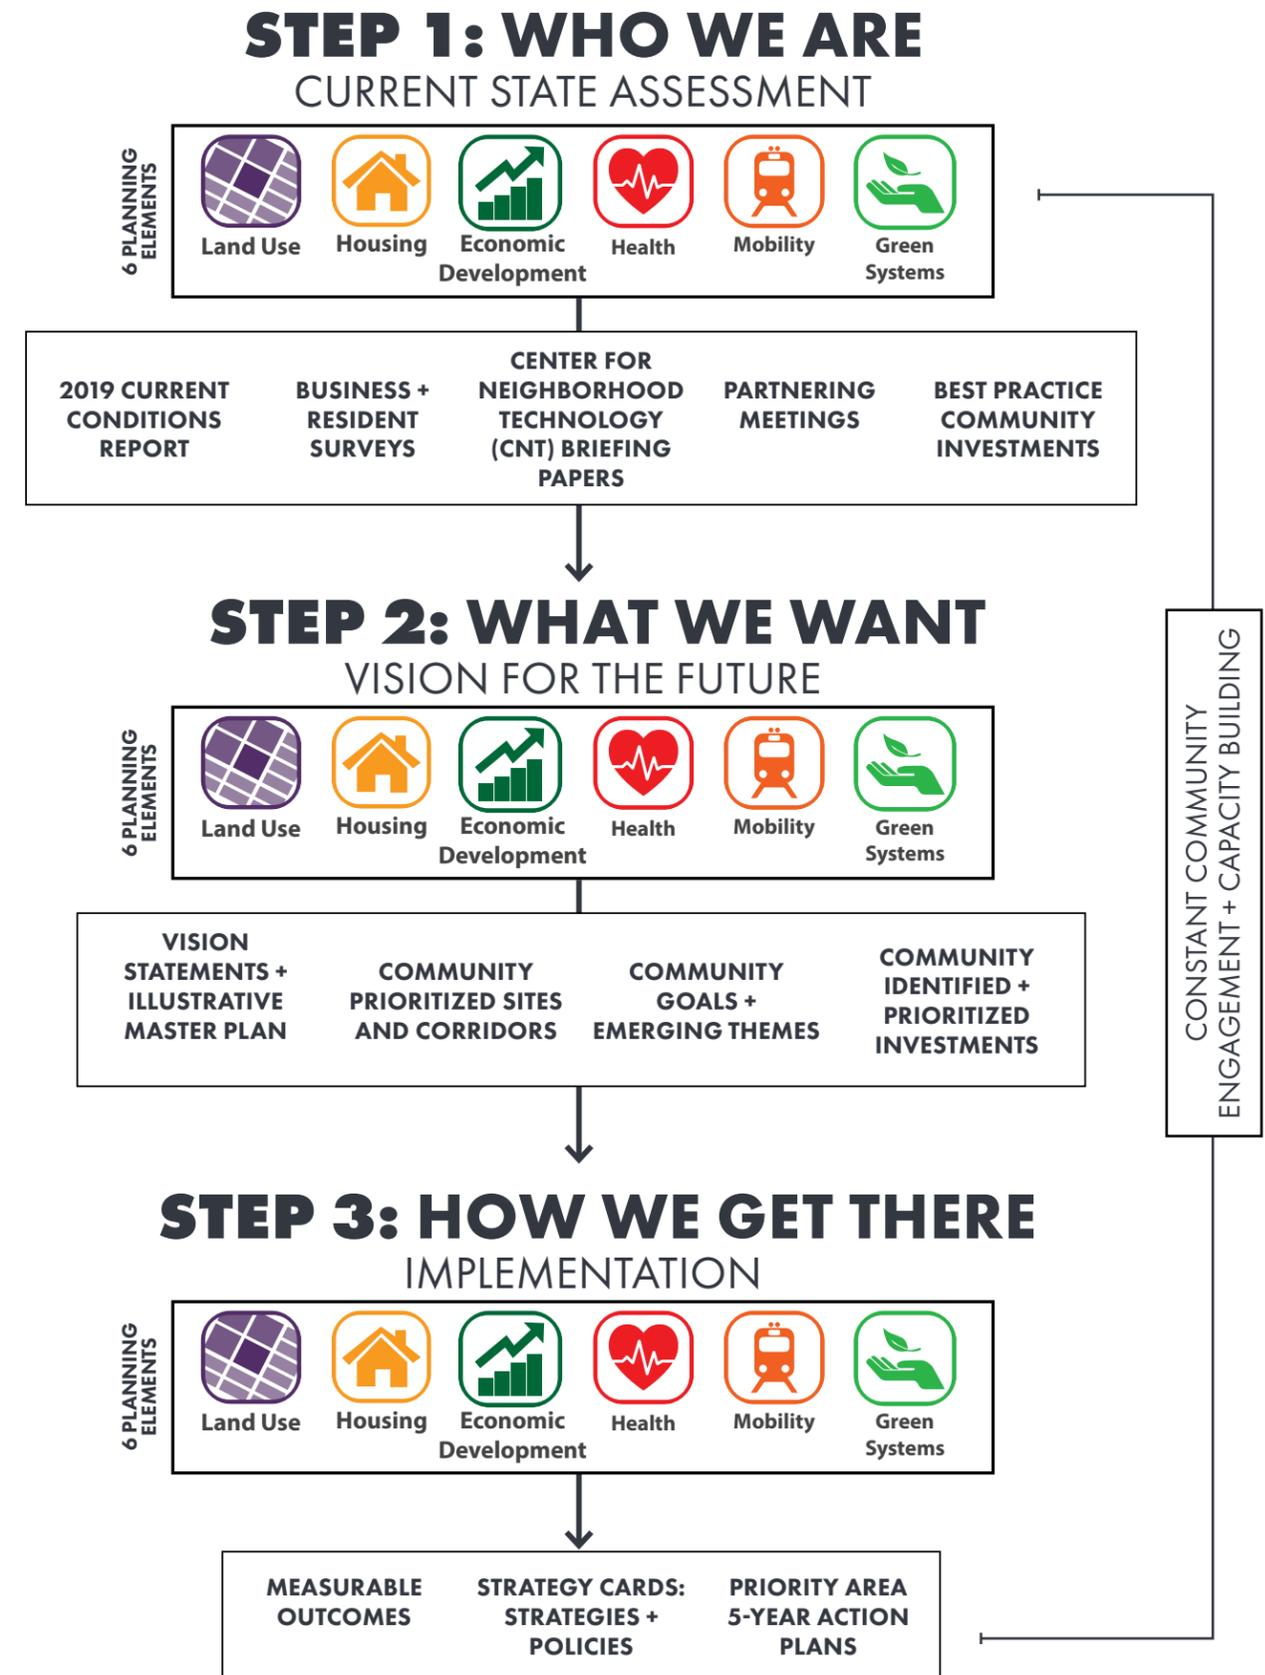 STEP 1: WHO WE ARE
CURRENT STATE ASSESSMENT
6 PLANNING
ELEMENTS
Land Use
Housing
Economic
Development
Health
Mobility
Green
Systems
2019 CURRENT
CONDITIONS
REPORT
BUSINESS +
RESIDENT
SURVEYS
CENTER FOR
NEIGHBORHOOD
TECHNOLOGY
(CNT) BRIEFING
PAPERS
PARTNERING
MEETINGS
BEST PRACTICE
COMMUNITY
INVESTMENTS
STEP 2: WHAT WE WANT
VISION FOR THE FUTURE
6 PLANNING
ELEMENTS
Land Use
Housing
Economic
Development
Health
Mobility
Green
Systems
VISION
STATEMENTS +
ILLUSTRATIVE
MASTER PLAN
COMMUNITY
PRIORITIZED SITES
AND CORRIDORS
COMMUNITY
GOALS +
EMERGING THEMES
COMMUNITY
IDENTIFIED +
PRIORITIZED
INVESTMENTS
STEP 3: HOW WE GET THERE
IMPLEMENTATION
6 PLANNING
ELEMENTS
Land Use
Housing
Economic
Development
Health
Mobility
Green
Systems
MEASURABLE
OUTCOMES
STRATEGY CARDS:
STRATEGIES +
POLICIES
PRIORITY AREA
5-YEAR ACTION
PLANS
CONSTANT COMMUNITY
ENGAGEMENT + CAPACITY BUILDING